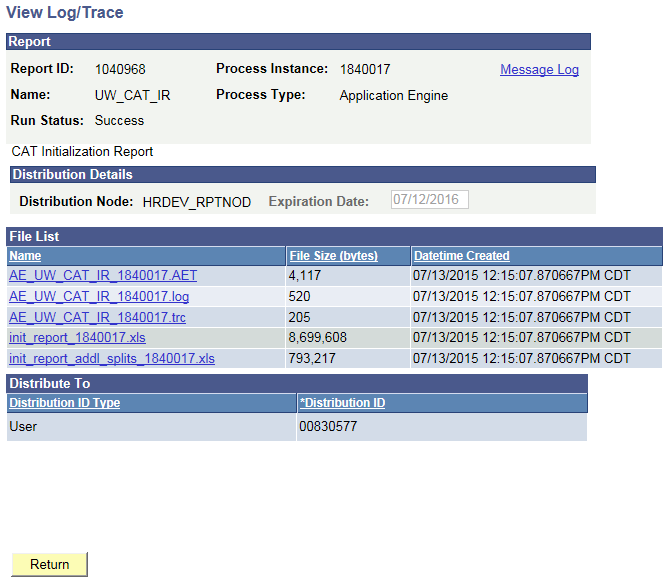 View Log/Trace
Report
Report ID: 1040968 Process Instance: 1840017 Message Log
Name: UW_CAT_IR Process Type: Application Engine
Run Status: Success
CAT Initialization Report
Distribution Details
Distribution Node: HRDEV_RPTNOD Expiration Date: 07/12/2016
File List
Name File Size (bytes) Datetime Created
AE_UW_CAT_IR_1840017.AET 4,117 07/13/2015 12:15:07.870667PM CDT
AE_UW_CAT_IR_1840017.log 520 07/13/2015 12:15:07.870667PM CDT
AE_UW_CAT_IR_1840017.trc 205 07/13/2015 12:15:07.870667PM CDT
init_report_1840017.xls 8,699,608 07/13/2015 12:15:07.870667PM CDT
init_report_addl_splits_1840017.xls 793,217 07/13/2015 12:15:07.870667PM CDT
Distribute To
Distribution ID Type *Distribution ID
User 00830577
Return